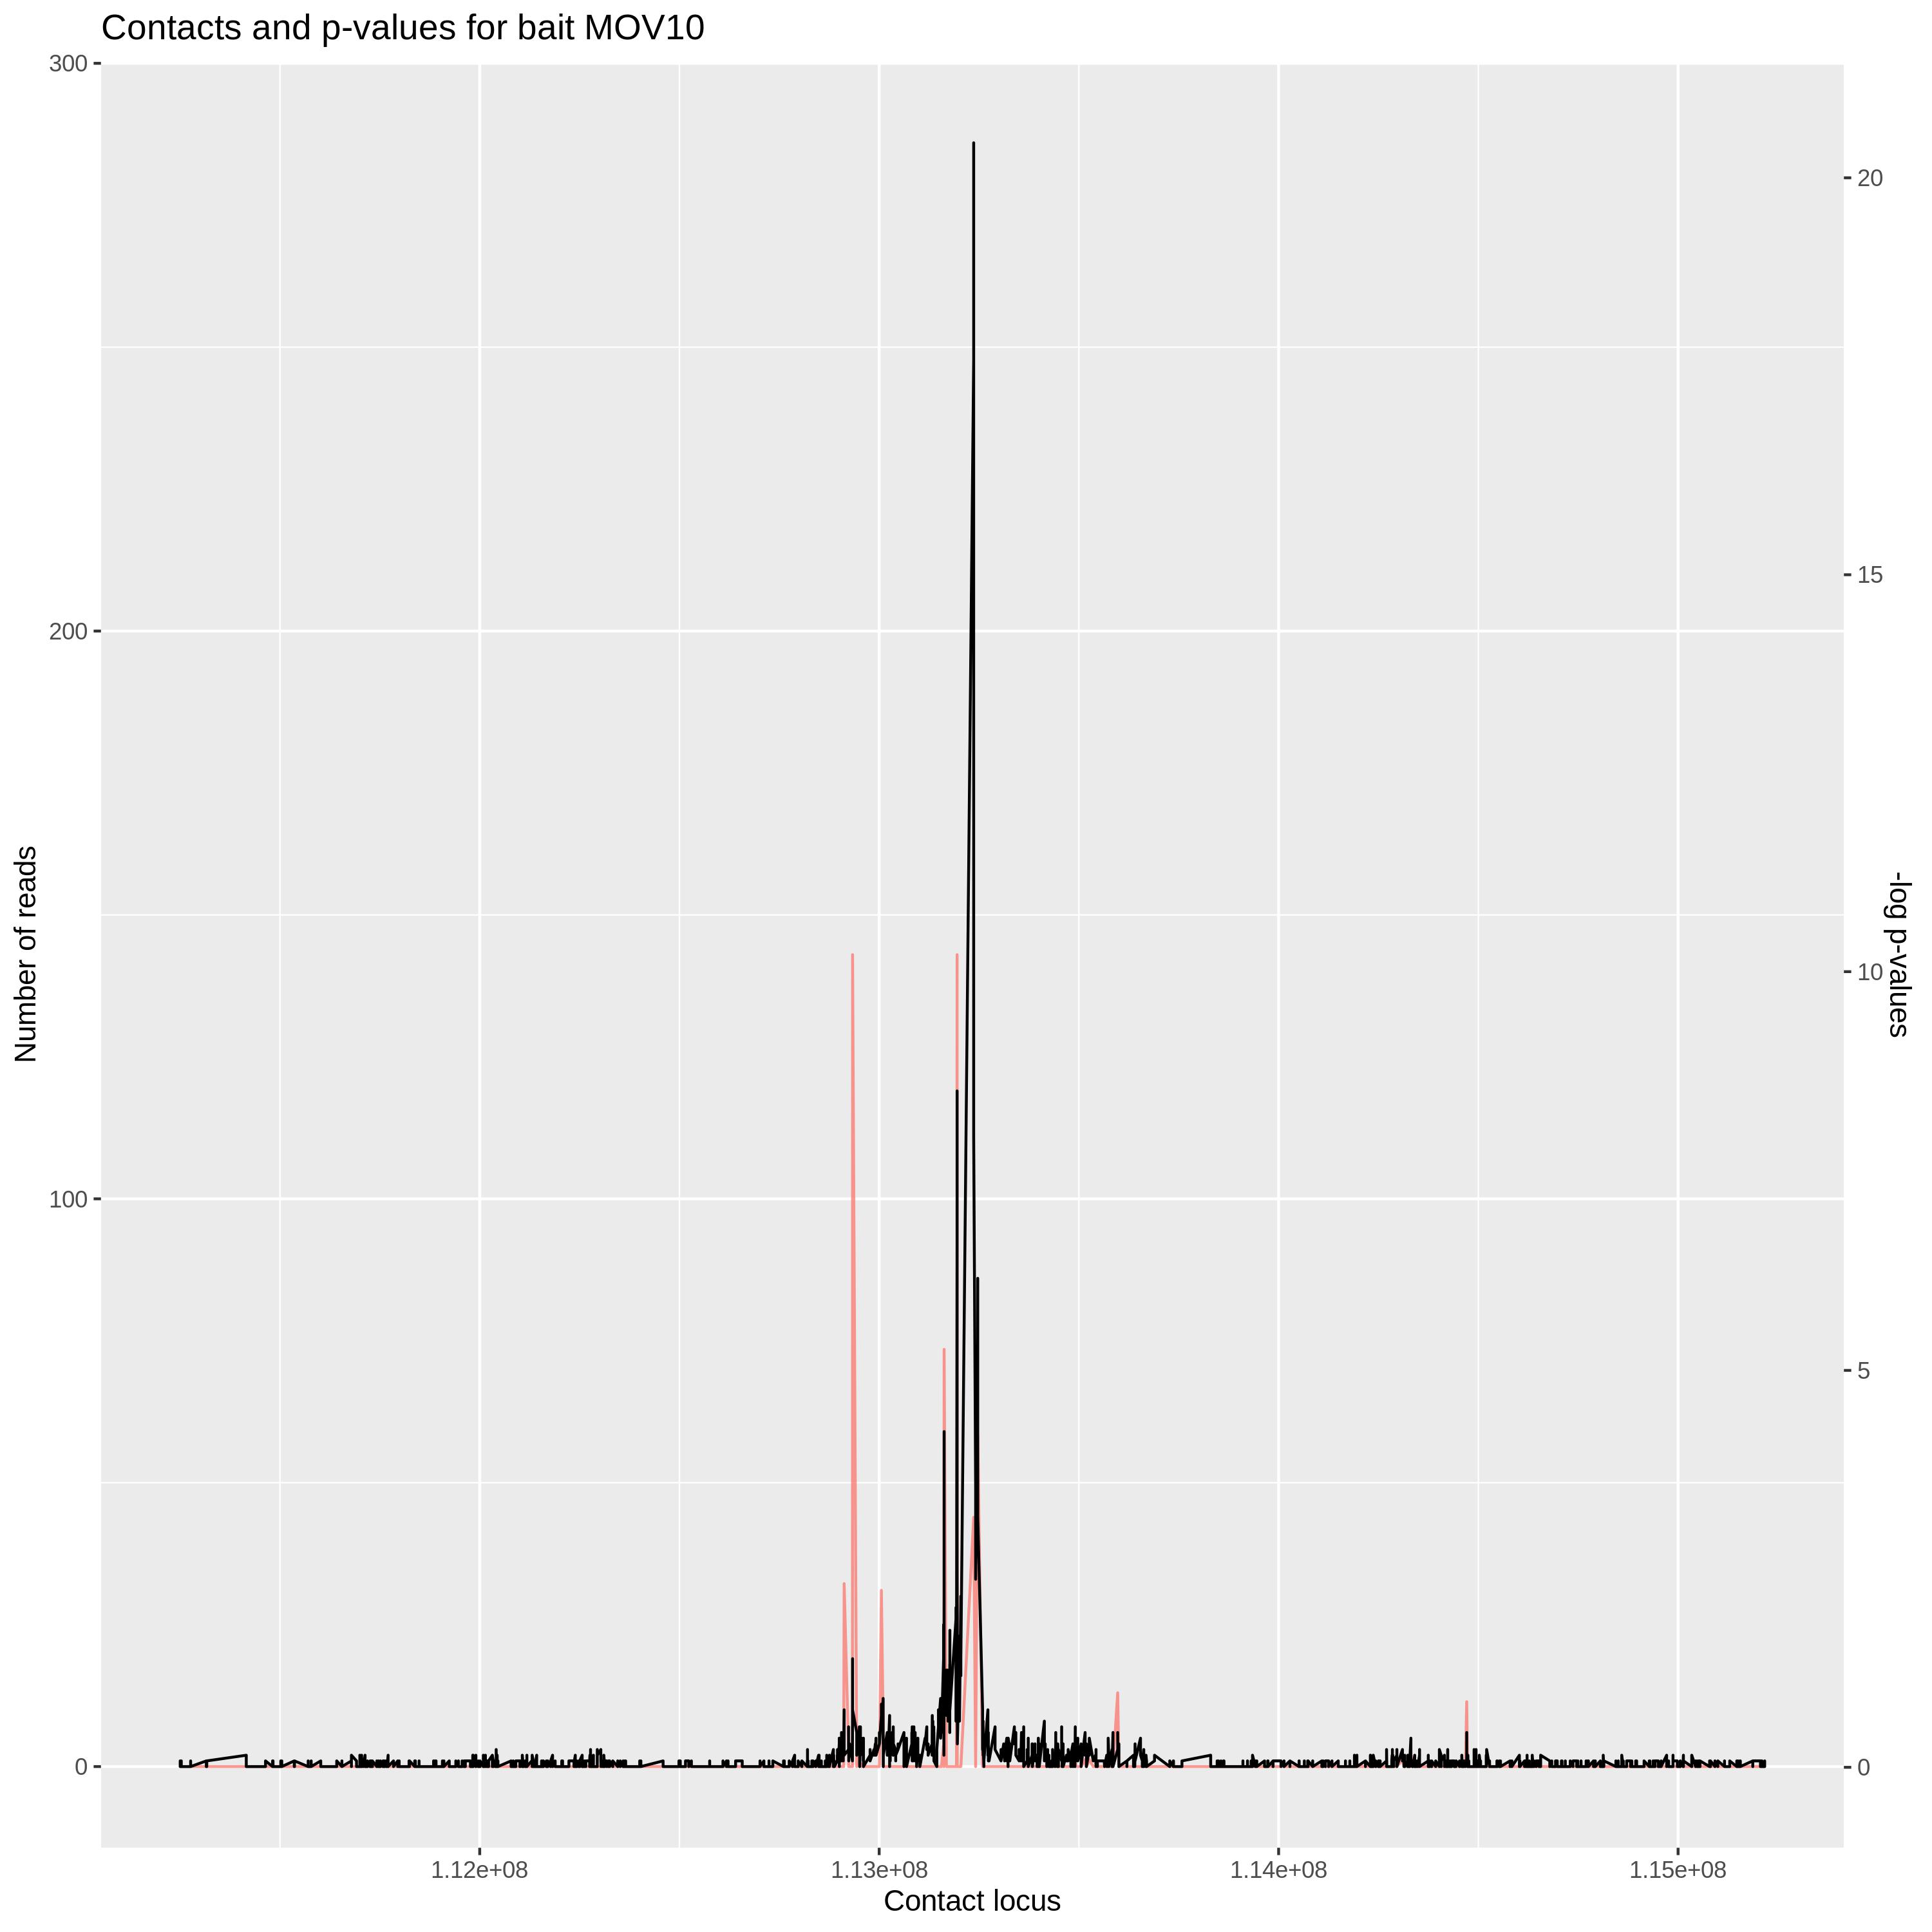 Contacts and p-values for bait MOV10
300
200
100
0
Number of reads
20
15
10
5
0
-log p-values
1.12e+08
1.13e+08
1.14e+08
1.15e+08
Contact locus